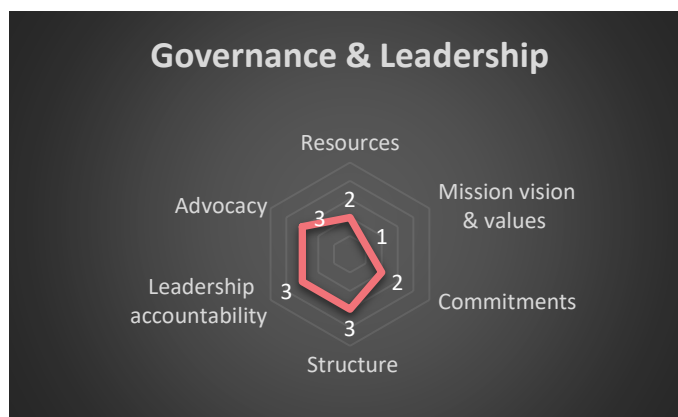 Governance & Leadership
Resources
Mission vision
& values
Commitments
Structure
Leadership
accountability
Advocacy
2
1
2
3
3
3